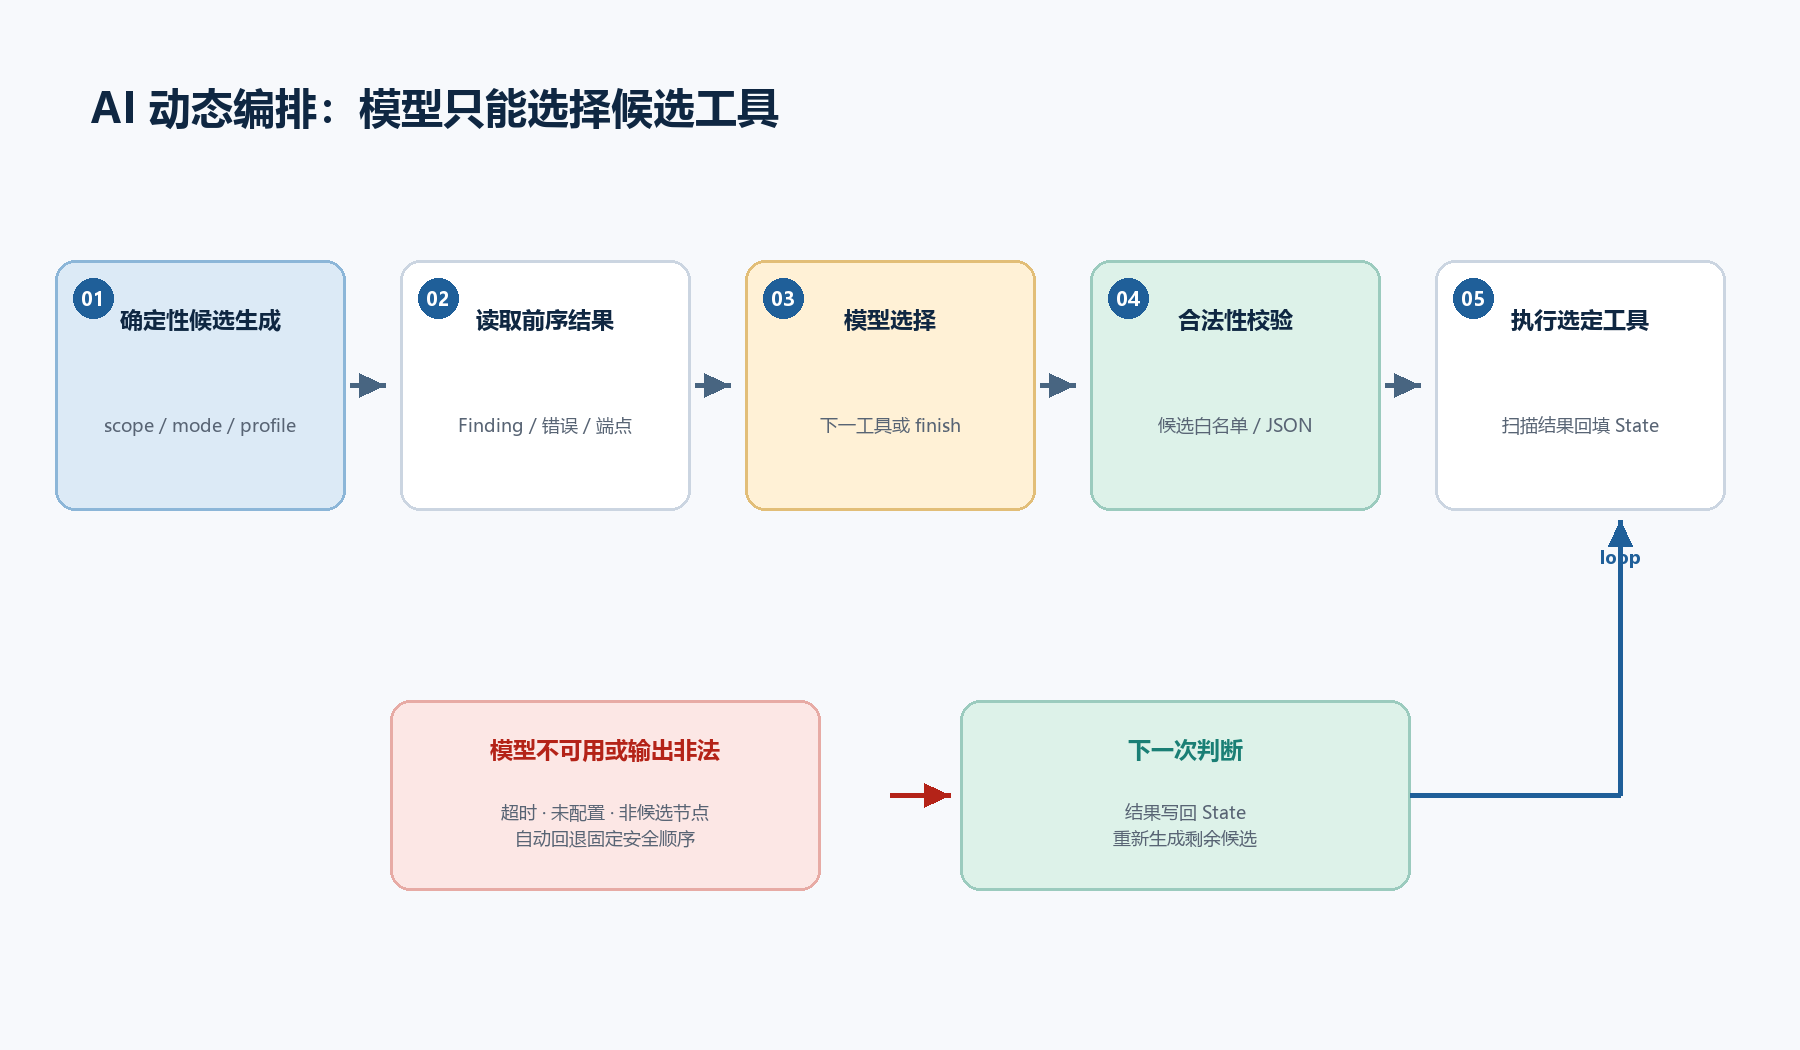 AI 动态编排：模型只能选择候选工具
01
确定性候选生成
scope / mode / profile
02
读取前序结果
Finding / 错误 / 端点
03
模型选择
下一工具或 finish
04
合法性校验
候选白名单 / JSON
05
执行选定工具
扫描结果回填 State
loop
模型不可用或输出非法
超时 · 未配置 · 非候选节点
自动回退固定安全顺序
下一次判断
结果写回 State
重新生成剩余候选